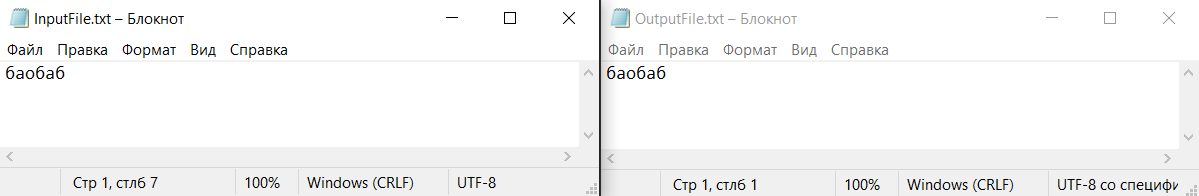 InputFile.txt – Блокнот
Файл Правка Формат Вид Справка
баобаб
Стр 1, стлб 7 100% Windows (CRLF) UTF-8
OutputFile.txt – Блокнот
Файл Правка Формат Вид Справка
баобаб
Стр 1, стлб 1 100% Windows (CRLF) UTF-8 со специфи